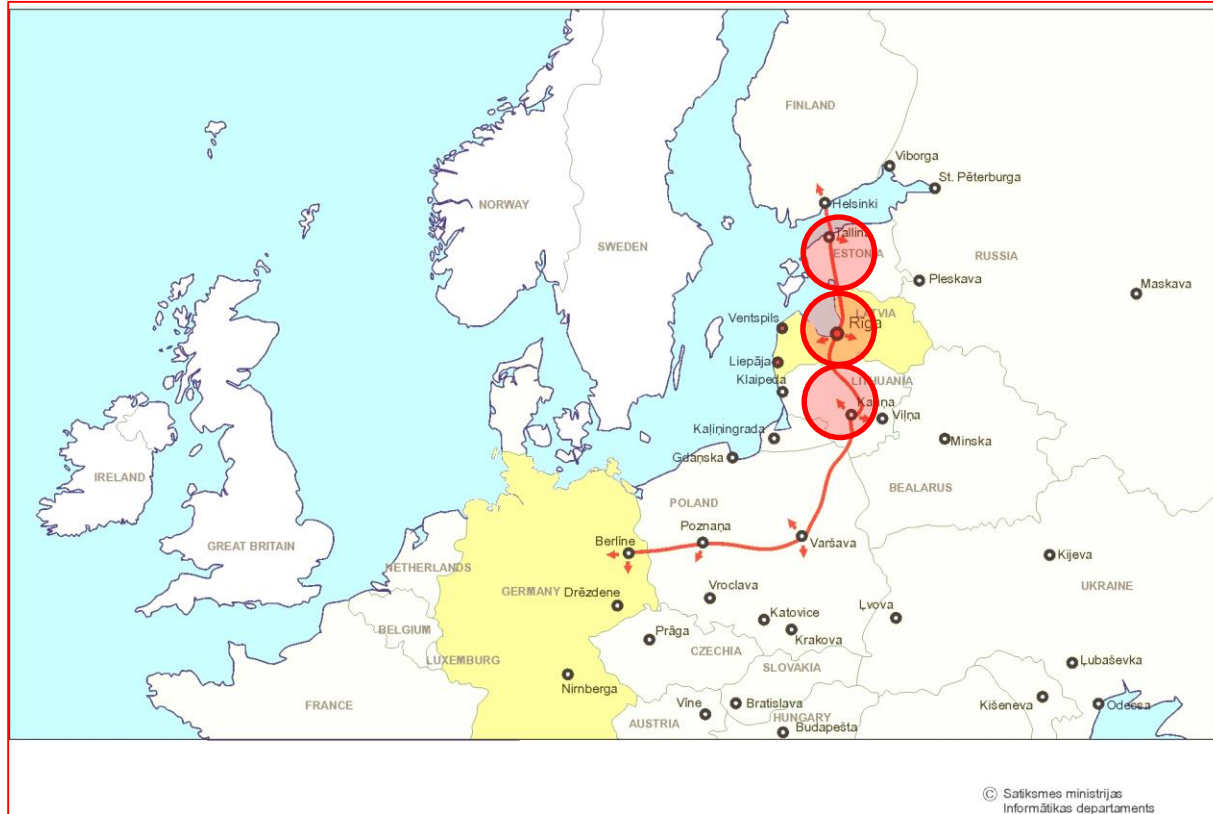 FINLAND
Viborga
St. Pēterburga
Helsinki
NORWAY
Tallina
SWEDEN
ESTONIA
RUSSIA
Pleskava
Maskava
Ventspils
LATVIA
Rīga
Liepāja
Klaipeda
LITHUANIA
Kauņa
Viļņa
Kaļiņingrada
Minska
Gdaņska
IRELAND
BEALARUS
POLAND
Poznaņa
Varšava
Berlīne
GREAT BRITAIN
Kijeva
NETHERLANDS
GERMANY
Drēzdene
Vroclava
UKRAINE
Katovice
Ļvova
BELGIUM
Prāga
Krakova
CZECHIA
LUXEMBURG
SLOVAKIA
Ļubaševka
Nirnberga
FRANCE
Vīne
Bratislava
Kišeneva
Odecca
AUSTRIA
HUNGARY
Budapešta
© Satiksmes ministrijas
Informātikas departaments